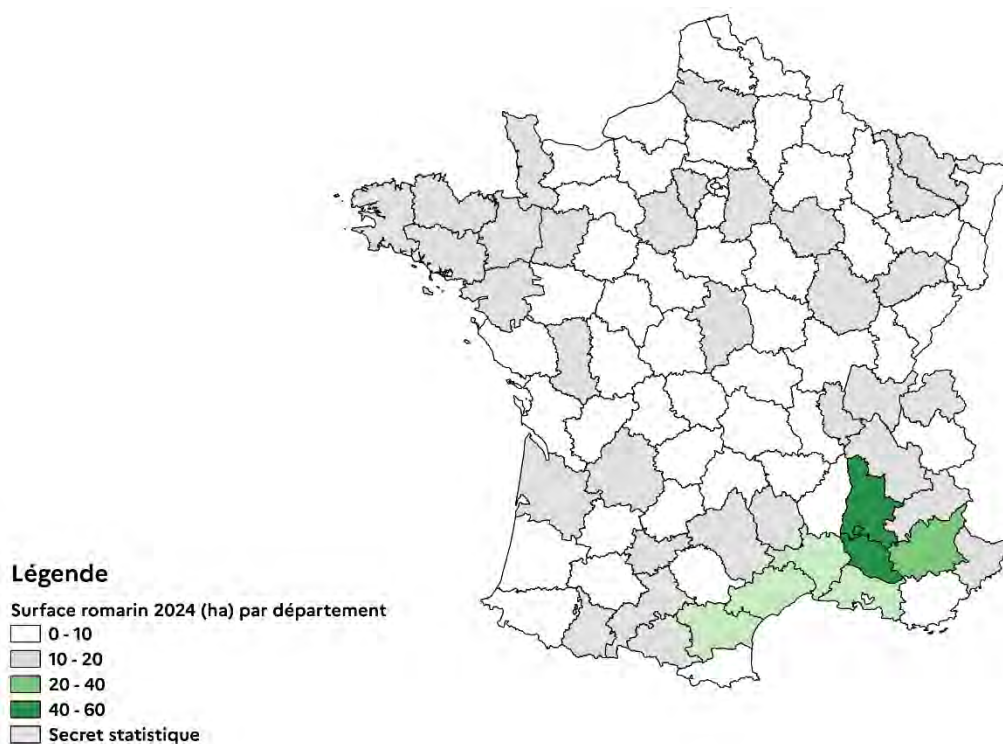 Légende
Surface romarin 2024 (ha) par département
0 - 10
10 - 20
20 - 40
40 - 60
Secret statistique